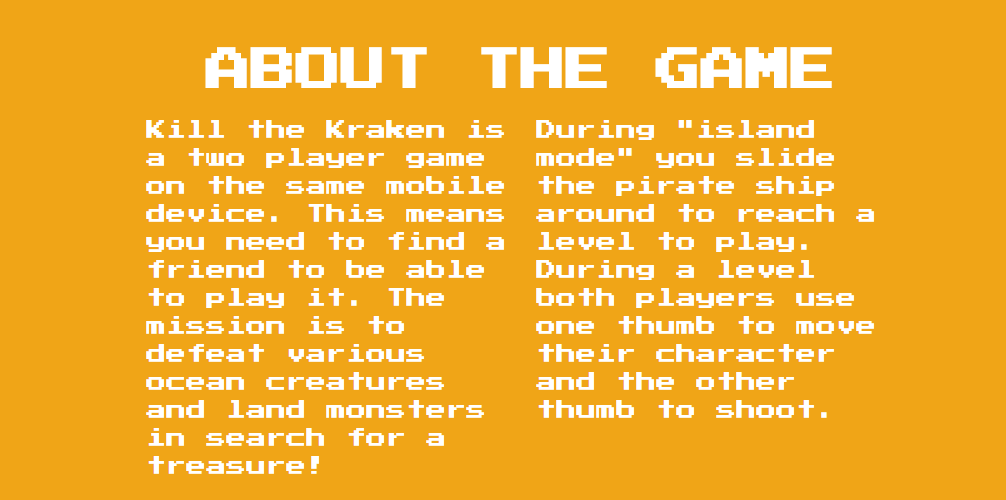 ABOUT THE GAME
Kill the Kraken is
a two player game
on the same mobile
device. This means
you need to find a
friend to be able
to play it. The
mission is to
defeat various
ocean creatures
and land monsters
in search for a
treasure!
During "island
mode" you slide
the pirate ship
around to reach a
level to play.
During a level
both players use
one thumb to move
their character
and the other
thumb to shoot.